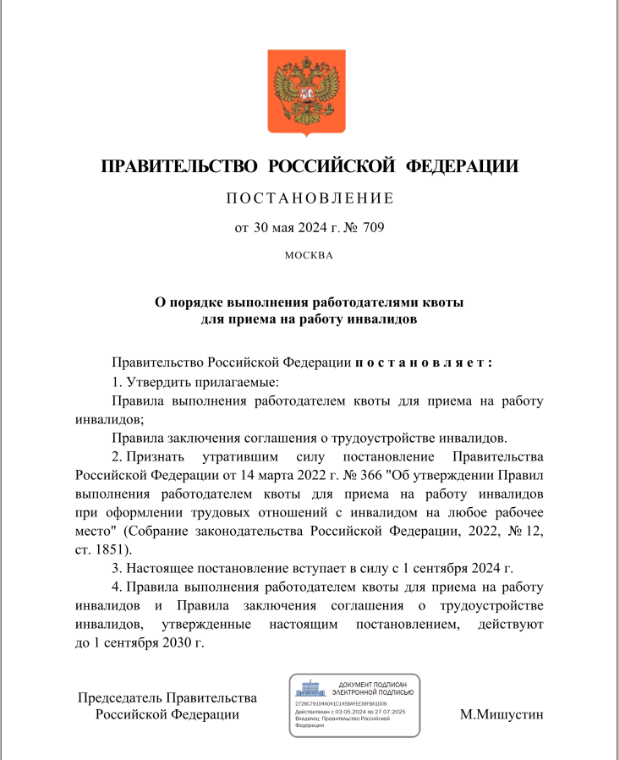 ПРАВИТЕЛЬСТВО РОССИЙСКОЙ ФЕДЕРАЦИИ
ПОСТАНОВЛЕНИЕ
от 30 мая 2024 г. № 709
МОСКВА
О порядке выполнения работодателями квоты
для приема на работу инвалидов
Правительство Российской Федерации постановляет:
1. Утвердить прилагаемые:
Правила выполнения работодателем квоты для приема на работу
инвалидов;
Правила заключения соглашения о трудоустройстве инвалидов.
2. Признать утратившим силу постановление Правительства
Российской Федерации от 14 марта 2022 г. № 366 "Об утверждении Правил
выполнения работодателем квоты для приема на работу инвалидов
при оформлении трудовых отношений с инвалидом на любое рабочее
место" (Собрание законодательства Российской Федерации, 2022, № 12,
ст. 1851).
3. Настоящее постановление вступает в силу с 1 сентября 2024 г.
4. Правила выполнения работодателем квоты для приема на работу
инвалидов и Правила заключения соглашения о трудоустройстве
инвалидов, утвержденные настоящим постановлением, действуют
до 1 сентября 2030 г.
ДОКУМЕНТ ПОДПИСАН
ЭЛЕКТРОННОЙ ПОДПИСЬЮ
Действителен с 03.05.2024 по 27.07.2025
Владелец: Правительство Российской
Федерации
Председатель Правительства
Российской Федерации
М.Мишустин